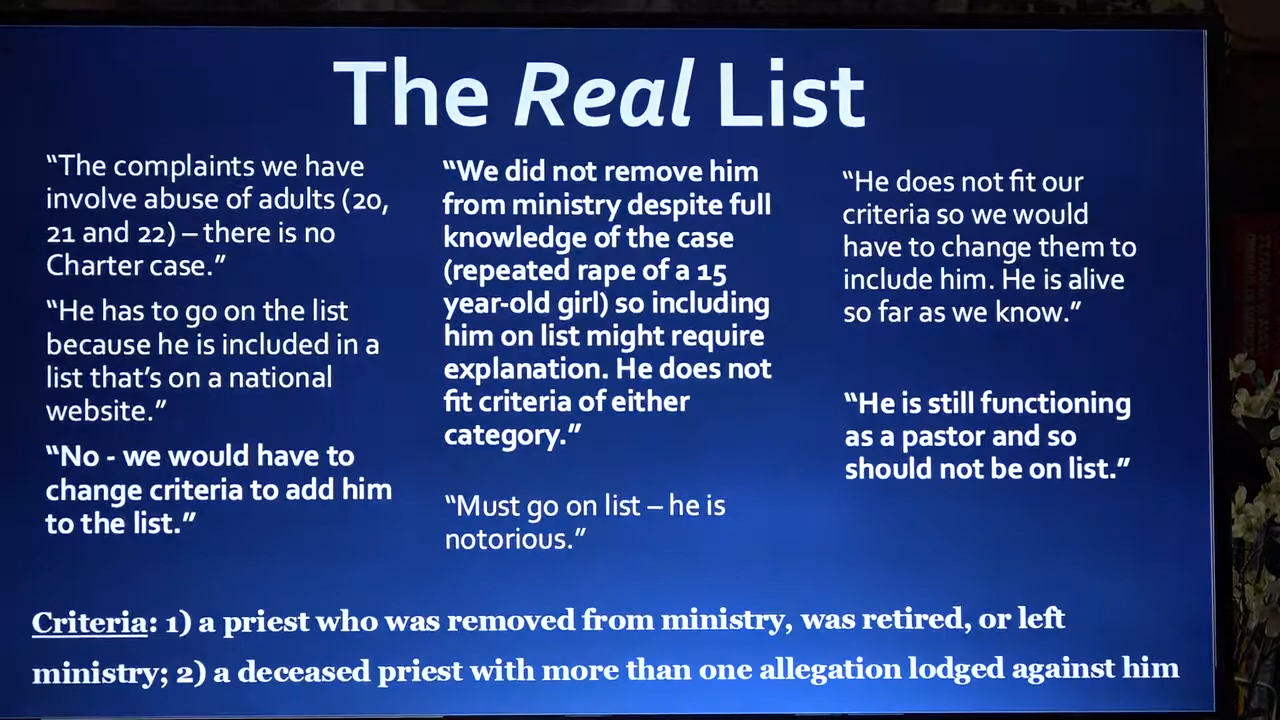 The Real List
“The complaints we have
involve abuse of adults (20,
21 and 22) – there is no
Charter case.”
“He has to go on the list
because he is included in a
list that’s on a national
website.”
“No - we would have to
change criteria to add him
to the list.”
“We did not remove him
from ministry despite full
knowledge of the case
(repeated rape of a 15
year-old girl) so including
him on list might require
explanation. He does not
fit criteria of either
category.”
“Must go on list – he is
notorious.”
“He does not fit our
criteria so we would
have to change them to
include him. He is alive
so far as we know.”
“He is still functioning
as a pastor and so
should not be on list.”
Criteria: 1) a priest who was removed from ministry, was retired, or left
ministry; 2) a deceased priest with more than one allegation lodged against him